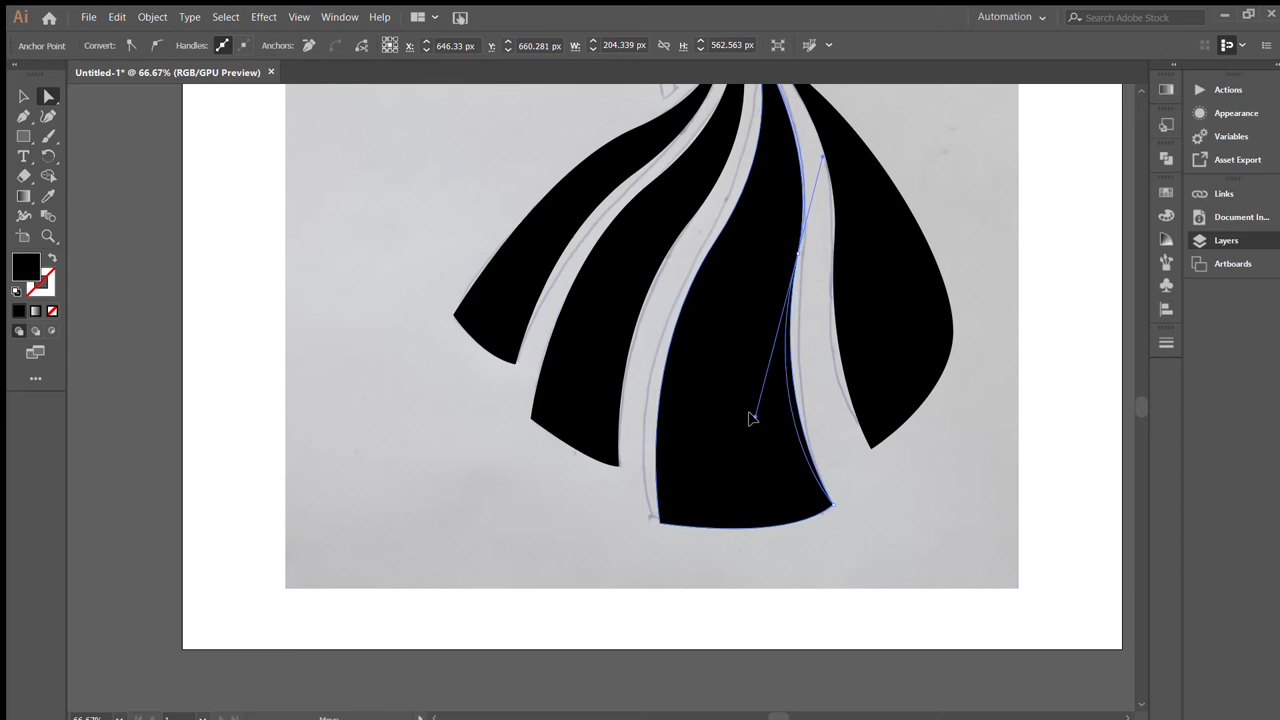 Ai File Edit Object Type Select Effect View Window Help Automation Search Adobe Stock
Anchor Point Convert: Handles: Anchors: X: 646.33 px Y: 660.281 px W: 204.339 px H: 562.563 px
Untitled-1* @ 66.67% (RGB/GPU Preview)
Actions
Appearance
Variables
Asset Export
Links
Document In...
Layers
Artboards